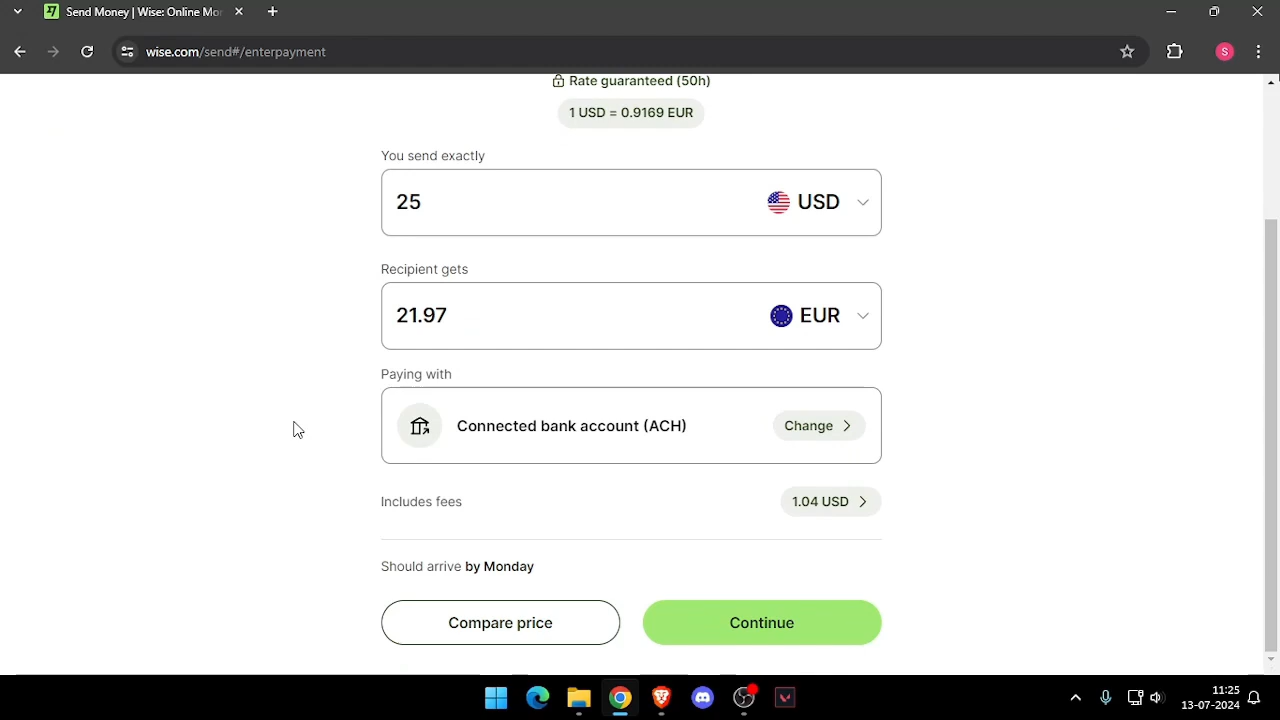 Send Money | Wise: Online Mo
wise.com/send#/enterpayment
S
Rate guaranteed (50h)
1 USD = 0.9169 EUR
You send exactly
25 USD
Recipient gets
21.97 EUR
Paying with
Connected bank account (ACH) Change
Includes fees 1.04 USD
Should arrive by Monday
Compare price Continue
11:25
13-07-2024